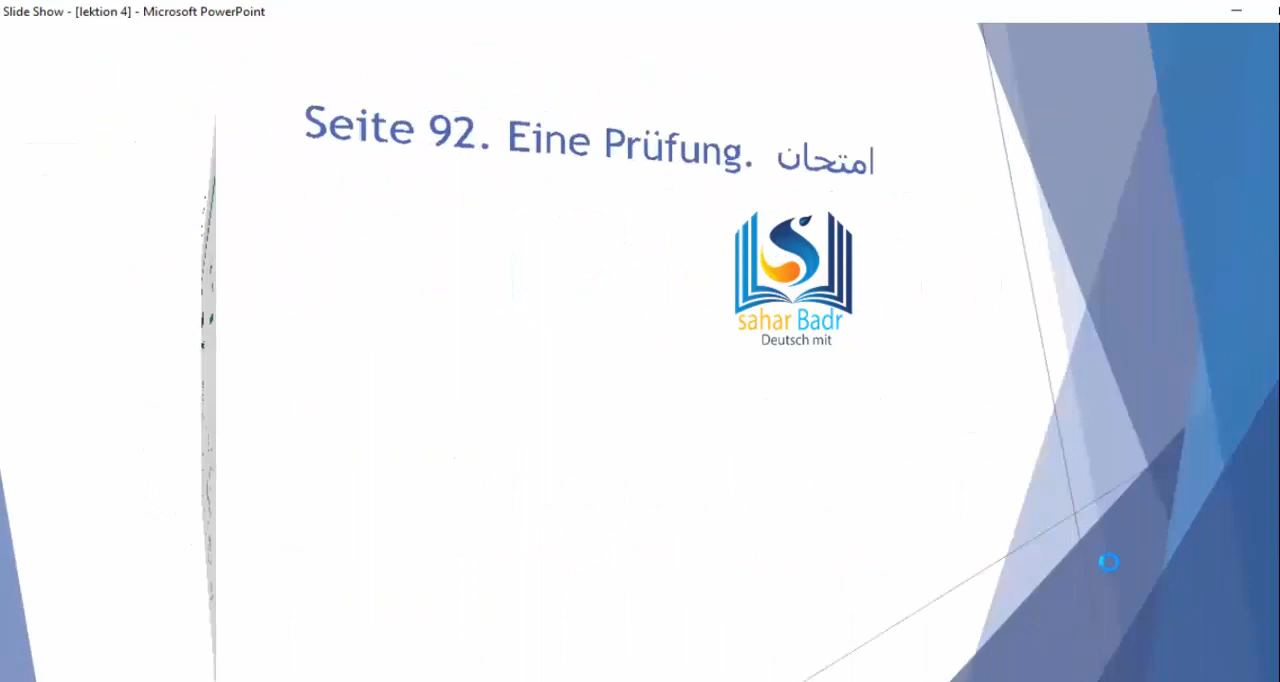 Slide Show - [lektion 4] - Microsoft PowerPoint
Seite 92. Eine Prüfung. امتحان
sahar Badr
Deutsch mit